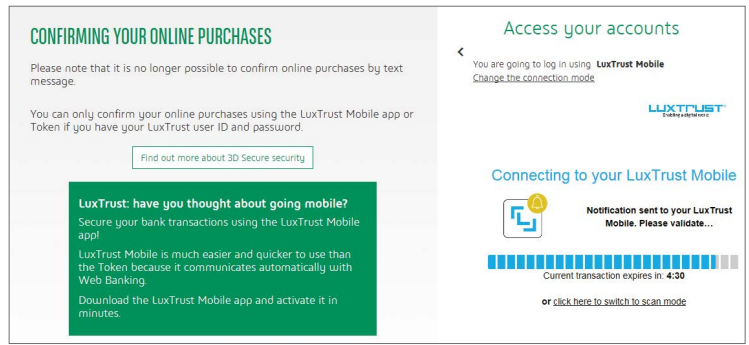 CONFIRMING YOUR ONLINE PURCHASES
Please note that it is no longer possible to confirm online purchases by text
message.
You can only confirm your online purchases using the LuxTrust Mobile app or
Token if you have your LuxTrust user ID and password.
Find out more about 3D Secure security
LuxTrust: have you thought about going mobile?
Secure your bank transactions using the LuxTrust Mobile
app!
LuxTrust Mobile is much easier and quicker to use than
the Token because it communicates automatically with
Web Banking.
Download the LuxTrust Mobile app and activate it in
minutes.
Access your accounts
You are going to log in using LuxTrust Mobile
Change the connection mode
LUXTRUST
Enabling a digital world
Connecting to your LuxTrust Mobile
Notification sent to your LuxTrust
Mobile. Please validate...
Current transaction expires in: 4:30
or click here to switch to scan mode